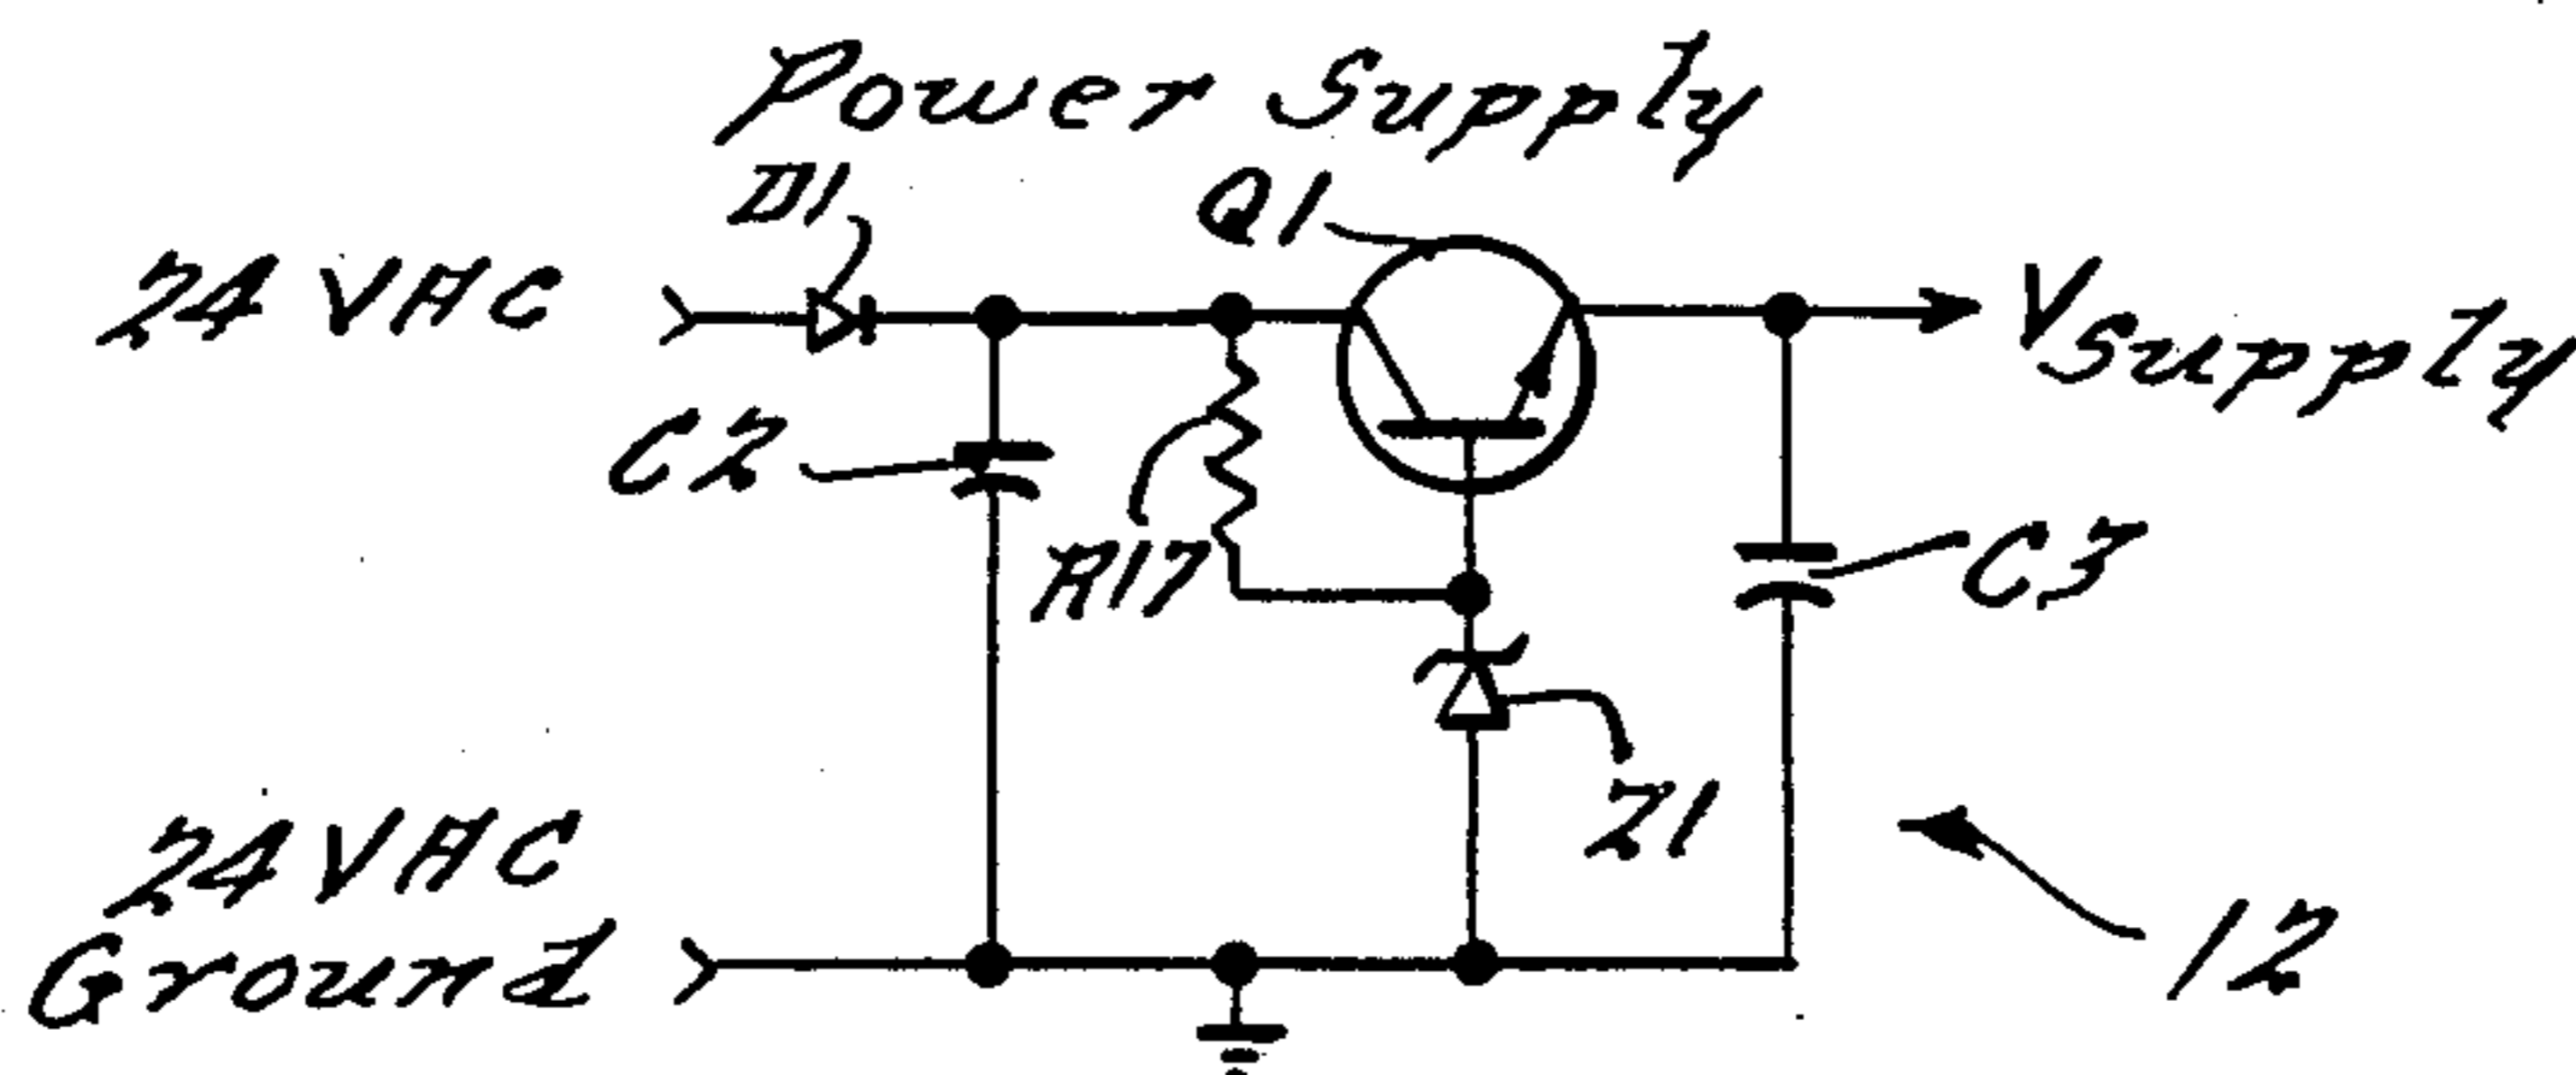 Power Supply
D1
Q1
24 VAC
VSupply
C2
R17
C3
Z1
24 VAC
Ground
12